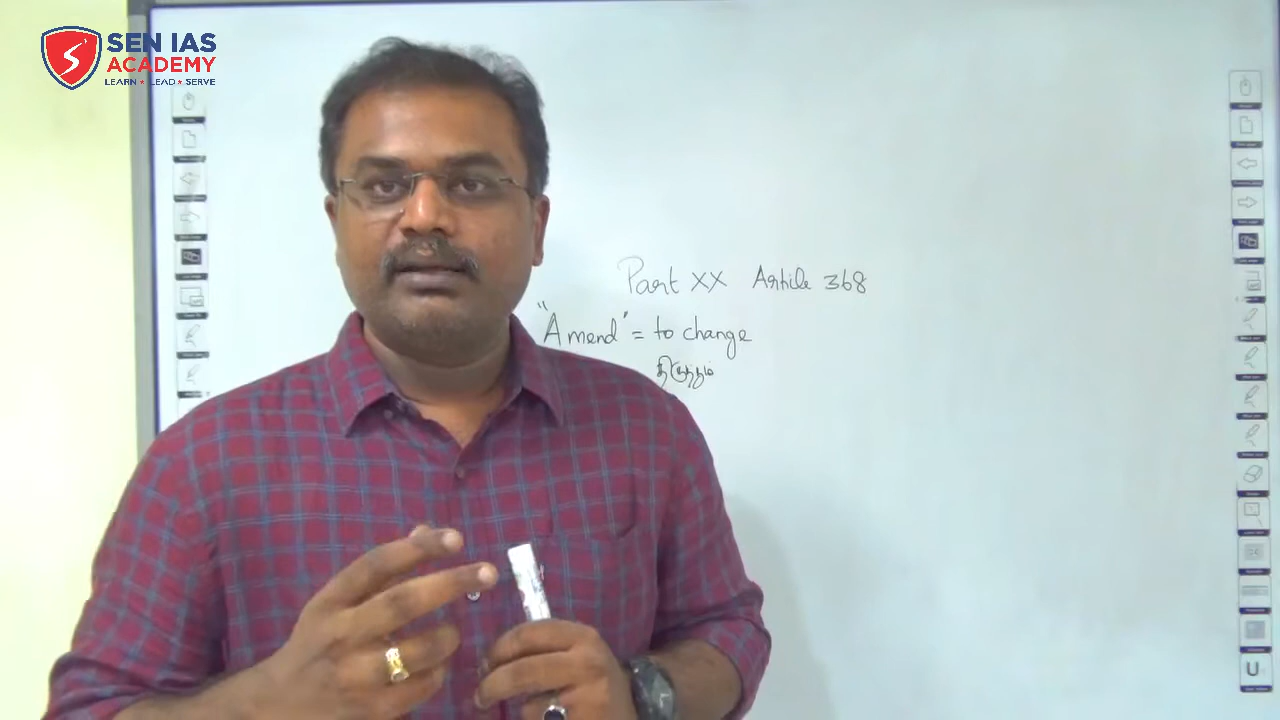 SEN IAS
ACADEMY
LEARN ★ LEAD ★ SERVE
Part XX Article 368
"Amend" = to change
திருத்தம்
U